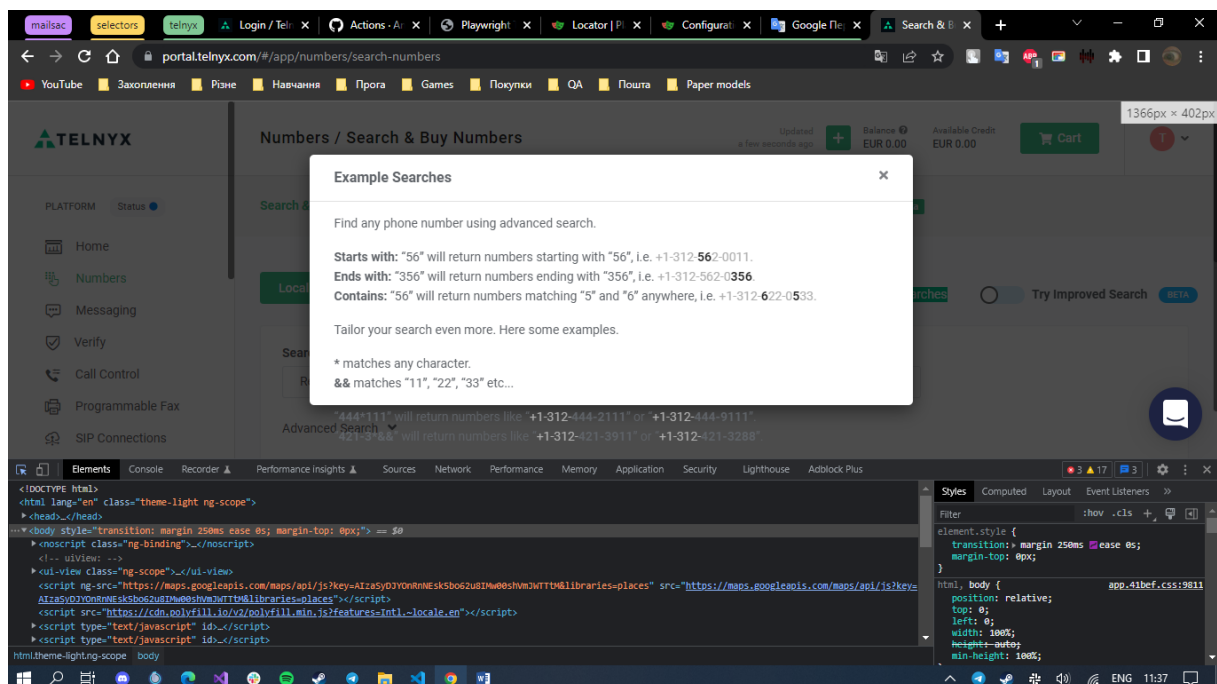 mailsac selectors telnyx Login / Teln Actions · Ar Playwright Locator | Pl Configurati Google Пер Search & B
portal.telnyx.com/#/app/numbers/search-numbers
YouTube Захоплення Різне Навчання Прога Games Покупки QA Пошта Paper models
1366px × 402px
TELNYX
Numbers / Search & Buy Numbers
Updated
a few seconds ago
Balance
EUR 0.00
Available Credit
EUR 0.00
Cart
T
Example Searches
PLATFORM Status
Search &
Find any phone number using advanced search.
Home
Starts with: "56" will return numbers starting with "56", i.e. +1-312-562-0011.
Numbers
Ends with: "356" will return numbers ending with "356", i.e. +1-312-562-0356.
Local
Contains: "56" will return numbers matching "5" and "6" anywhere, i.e. +1-312-622-0533.
arches Try Improved Search BETA
Messaging
Tailor your search even more. Here some examples.
Verify
Sear
* matches any character.
Call Control
&& matches "11", "22", "33" etc...
Programmable Fax
"444*111" will return numbers like "+1-312-444-2111" or "+1-312-444-9111".
Advanced Search
SIP Connections
"421-3*&&" will return numbers like "+1-312-421-3911" or "+1-312-421-3288"
Elements Console Recorder Performance insights Sources Network Performance Memory Application Security Lighthouse Adblock Plus
3 17 3
<!DOCTYPE html>
<html lang="en" class="theme-light ng-scope">
<head>…</head>
<body style="transition: margin 250ms ease 0s; margin-top: 0px;"> == $0
<noscript class="ng-binding">…</noscript>
<!-- uiView: -->
<ui-view class="ng-scope">…</ui-view>
<script ng-src="https://maps.googleapis.com/maps/api/js?key=AIzaSyDJYOnRnNEskSbo62u8IMw00shVmJWTTtM&libraries=places" src="https://maps.googleapis.com/maps/api/js?key=
AIzaSyDJYOnRnNEskSbo62u8IMw00shVmJWTTtM&libraries=places"></script>
<script src="https://cdn.polyfill.io/v2/polyfill.min.js?features=Intl.~locale.en"></script>
<script type="text/javascript" id>…</script>
<script type="text/javascript" id>…</script>
html.theme-light.ng-scope body
Styles Computed Layout Event Listeners
Filter :hov .cls
element.style {
transition: margin 250ms ease 0s;
margin-top: 0px;
}
html, body { app.41bef.css:9811
position: relative;
top: 0;
left: 0;
width: 100%;
height: auto;
min-height: 100%;
ENG 11:37